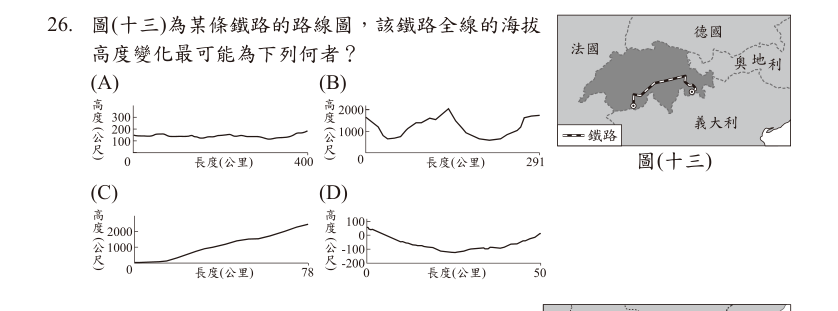 26. 圖(十三)為某條鐵路的路線圖，該鐵路全線的海拔
高度變化最可能為下列何者？
(A)
高度(公尺)
300
200
100
0
長度(公里)
400
(B)
高度(公尺)
2000
1000
0
長度(公里)
291
(C)
高度(公尺)
2000
1000
0
長度(公里)
78
(D)
高度(公尺)
100
0
-100
-200
0
長度(公里)
50
法國
德國
奧地利
義大利
鐵路
圖(十三)